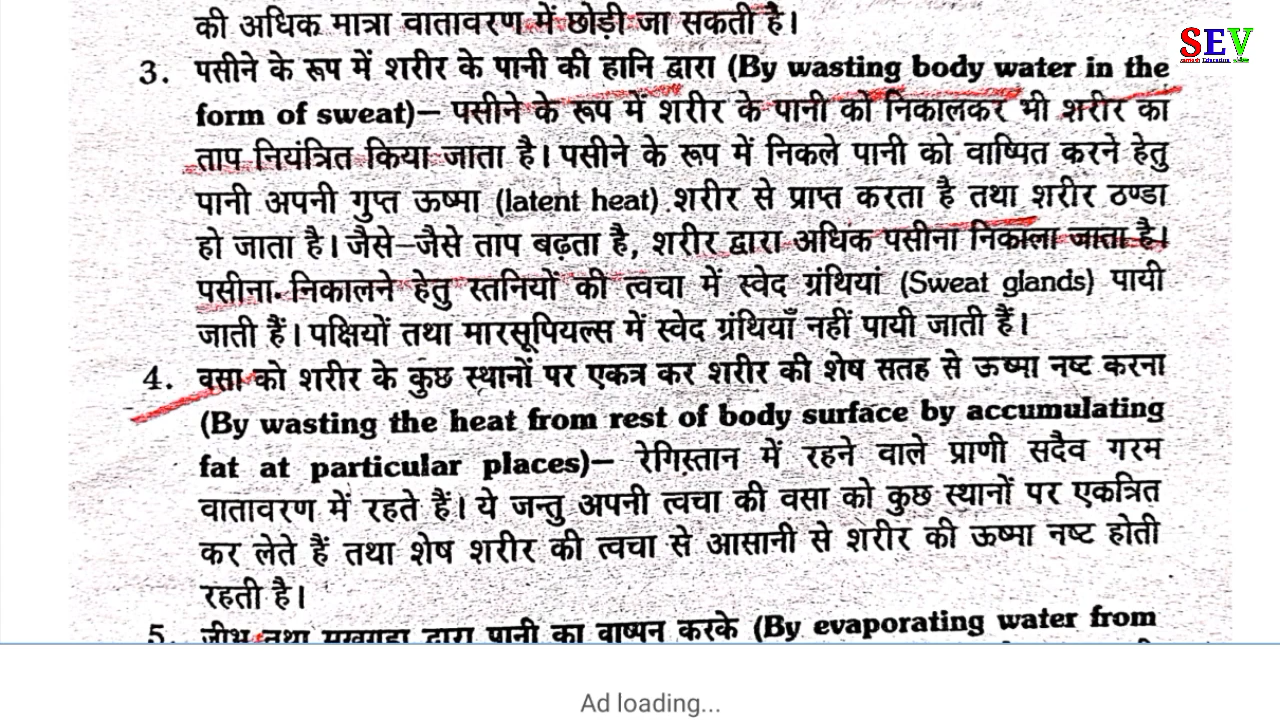 की अधिक मात्रा वातावरण में छोड़ी जा सकती है।
SEV
3. पसीने के रूप में शरीर के पानी की हानि द्वारा (By wasting body water in the
form of sweat)– पसीने के रूप में शरीर के पानी को निकालकर भी शरीर का
ताप नियंत्रित किया जाता है। पसीने के रूप में निकले पानी को वाष्पित करने हेतु
पानी अपनी गुप्त ऊष्मा (latent heat) शरीर से प्राप्त करता है तथा शरीर ठण्डा
हो जाता है। जैसे–जैसे ताप बढ़ता है, शरीर द्वारा अधिक पसीना निकाला जाता है।
पसीना निकालने हेतु स्तनियों की त्वचा में स्वेद ग्रंथियां (Sweat glands) पायी
जाती हैं। पक्षियों तथा मारसूपियल्स में स्वेद ग्रंथियाँ नहीं पायी जाती हैं।
4. वसा को शरीर के कुछ स्थानों पर एकत्र कर शरीर की शेष सतह से ऊष्मा नष्ट करना
(By wasting the heat from rest of body surface by accumulating
fat at particular places)– रेगिस्तान में रहने वाले प्राणी सदैव गरम
वातावरण में रहते हैं। ये जन्तु अपनी त्वचा की वसा को कुछ स्थानों पर एकत्रित
कर लेते हैं तथा शेष शरीर की त्वचा से आसानी से शरीर की ऊष्मा नष्ट होती
रहती है।
5. जीभ तथा मुखगुहा द्वारा पानी का वाष्पन करके (By evaporating water from
Ad loading...